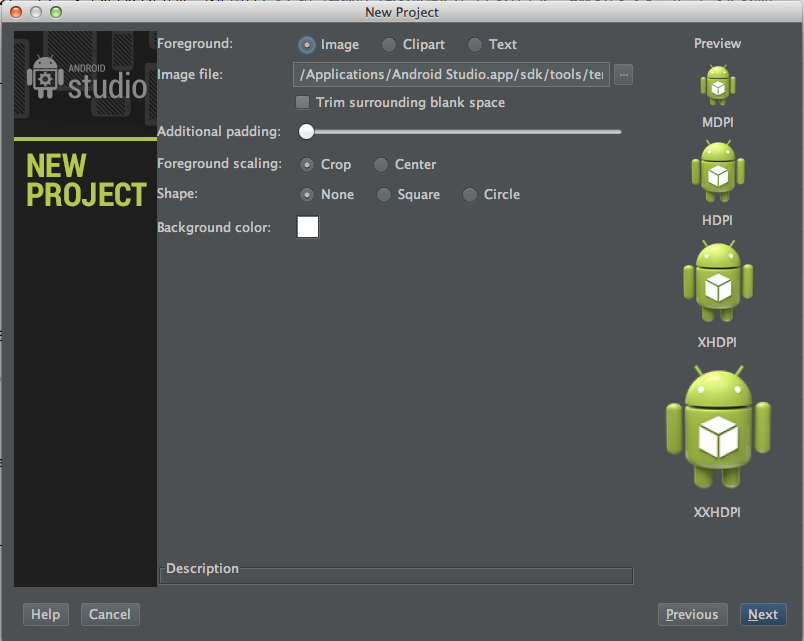 New Project
ANDROID
studio
NEW
PROJECT
Foreground: Image Clipart Text
Image file: /Applications/Android Studio.app/sdk/tools/te ...
Trim surrounding blank space
Additional padding:
Foreground scaling: Crop Center
Shape: None Square Circle
Background color:
Preview
MDPI
HDPI
XHDPI
XXHDPI
Description
Help Cancel Previous Next